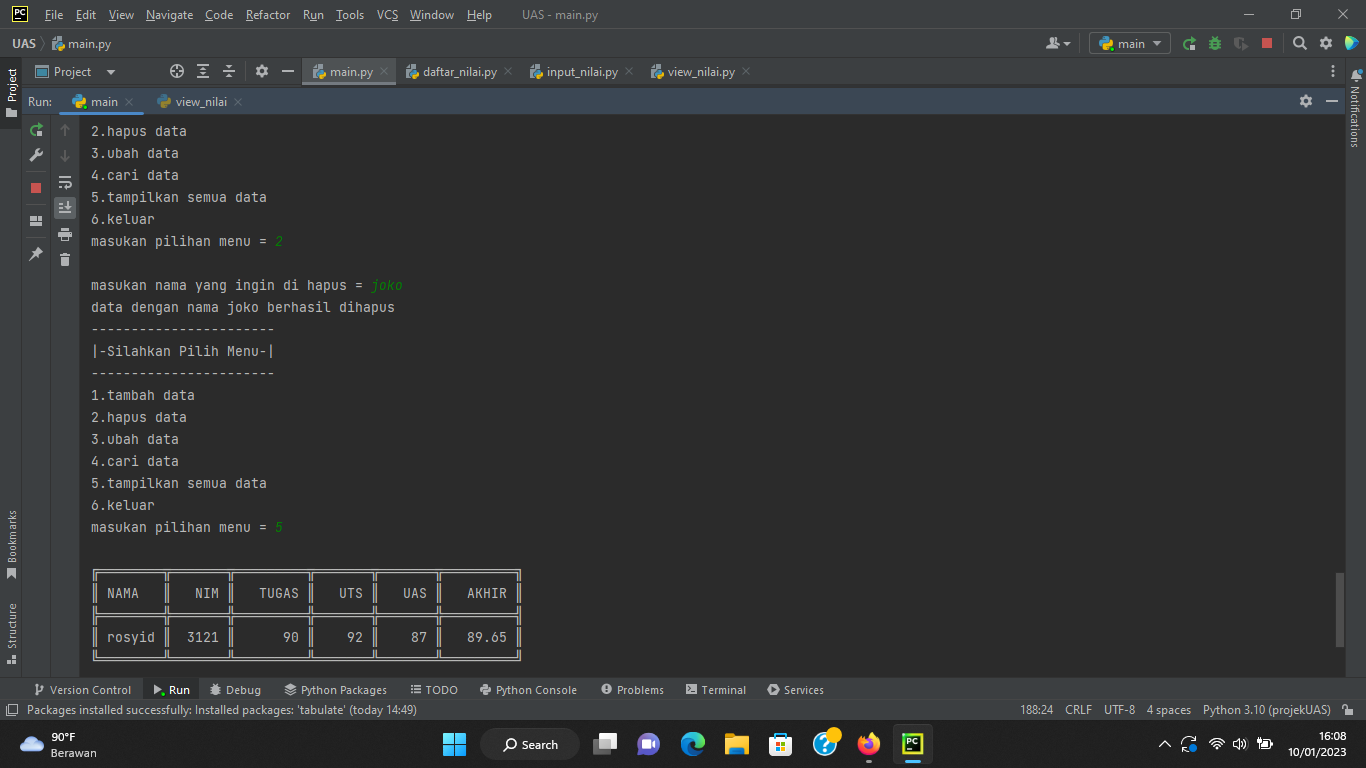 PC File Edit View Navigate Code Refactor Run Tools VCS Window Help UAS - main.py
UAS main.py main
Project main.py daftar_nilai.py input_nilai.py view_nilai.py
Run: main view_nilai
Project
Notifications
Bookmarks
Structure
2.hapus data
3.ubah data
4.cari data
5.tampilkan semua data
6.keluar
masukan pilihan menu = 2
masukan nama yang ingin di hapus = joko
data dengan nama joko berhasil dihapus
-----------------------
|-Silahkan Pilih Menu-|
-----------------------
1.tambah data
2.hapus data
3.ubah data
4.cari data
5.tampilkan semua data
6.keluar
masukan pilihan menu = 5
NAMA NIM TUGAS UTS UAS AKHIR
rosyid 3121 90 92 87 89.65
Version Control Run Debug Python Packages TODO Python Console Problems Terminal Services
Packages installed successfully: Installed packages: 'tabulate' (today 14:49) 188:24 CRLF UTF-8 4 spaces Python 3.10 (projekUAS)
90°F
Berawan
Search
PC
16:08
10/01/2023